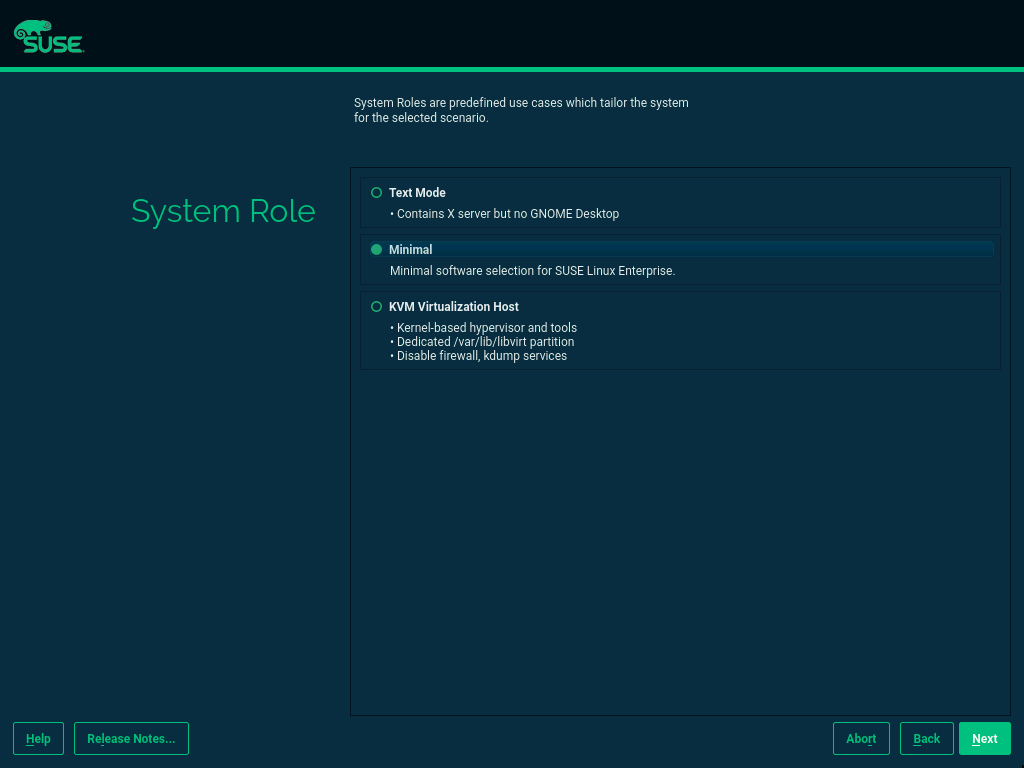 SUSE
System Roles are predefined use cases which tailor the system
for the selected scenario.
System Role
Text Mode
• Contains X server but no GNOME Desktop
Minimal
Minimal software selection for SUSE Linux Enterprise.
KVM Virtualization Host
• Kernel-based hypervisor and tools
• Dedicated /var/lib/libvirt partition
• Disable firewall, kdump services
Help
Release Notes...
Abort
Back
Next